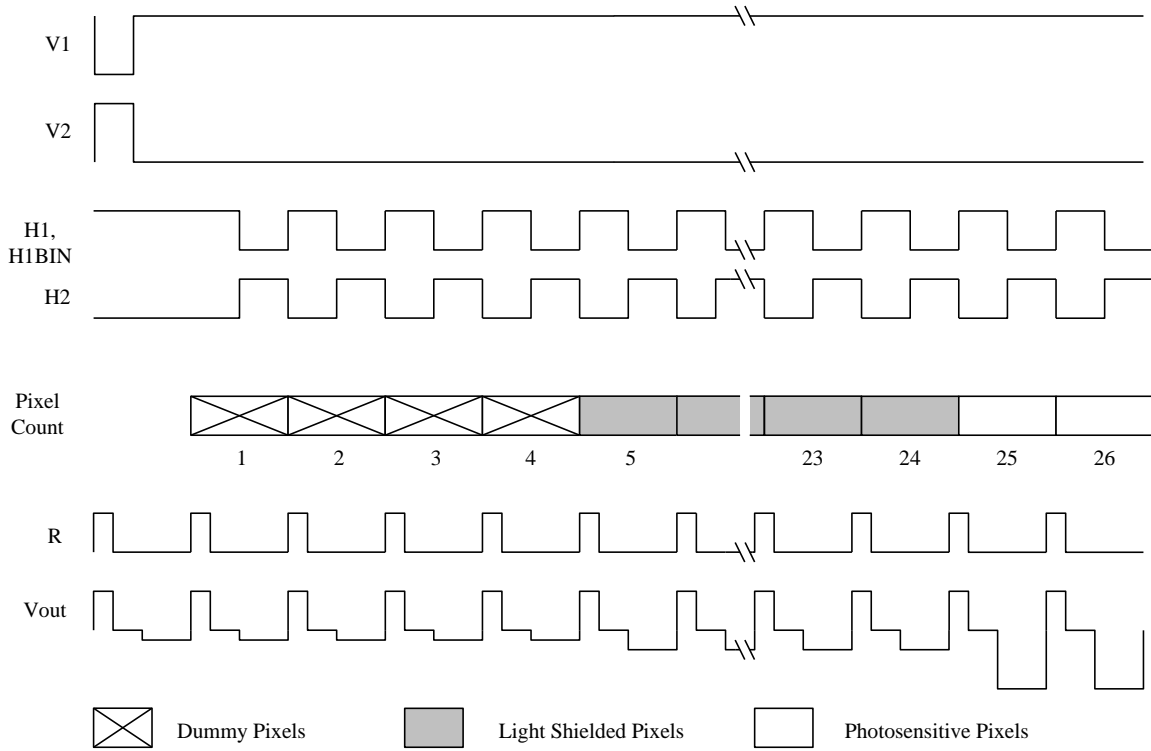 V1
V2
H1,
H1BIN
H2
Pixel
Count
1 2 3 4 5 23 24 25 26
R
Vout
Dummy Pixels Light Shielded Pixels Photosensitive Pixels